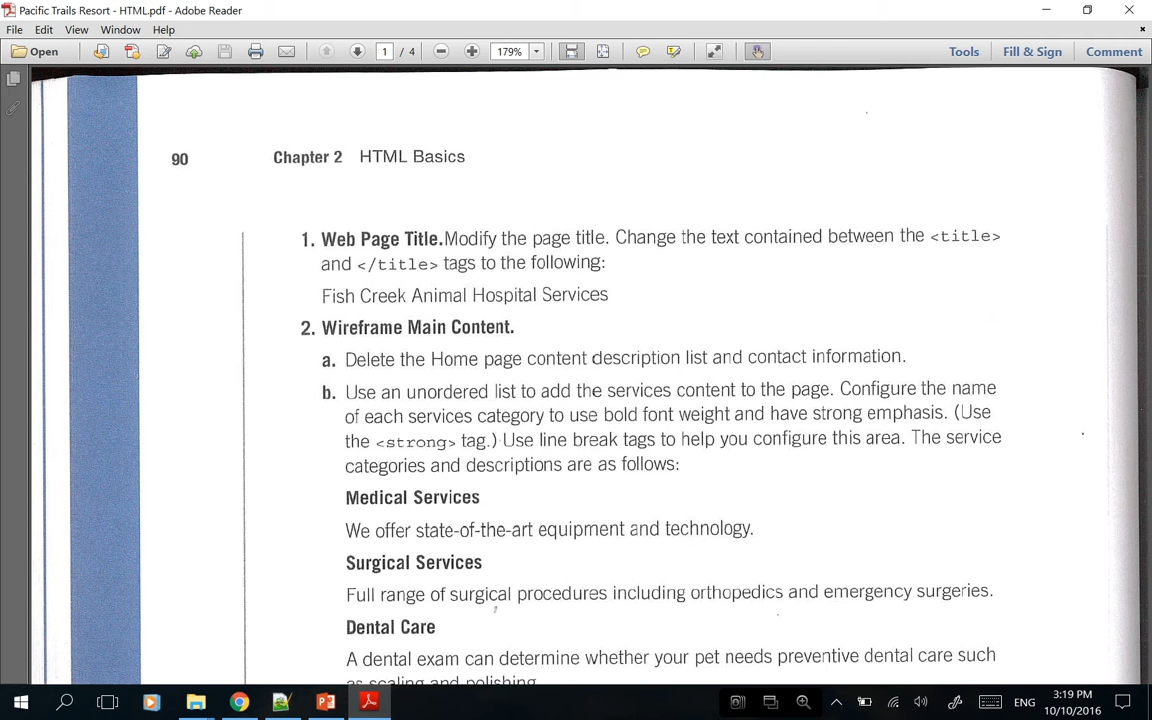 Pacific Trails Resort - HTML.pdf - Adobe Reader
File Edit View Window Help
Open 1 / 4 179% Tools Fill & Sign Comment
90 Chapter 2 HTML Basics
1. Web Page Title.Modify the page title. Change the text contained between the <title>
and </title> tags to the following:
Fish Creek Animal Hospital Services
2. Wireframe Main Content.
a. Delete the Home page content description list and contact information.
b. Use an unordered list to add the services content to the page. Configure the name
of each services category to use bold font weight and have strong emphasis. (Use
the <strong> tag.) Use line break tags to help you configure this area. The service
categories and descriptions are as follows:
Medical Services
We offer state-of-the-art equipment and technology.
Surgical Services
Full range of surgical procedures including orthopedics and emergency surgeries.
Dental Care
A dental exam can determine whether your pet needs preventive dental care such
as scaling and polishing.
ENG
3:19 PM
10/10/2016